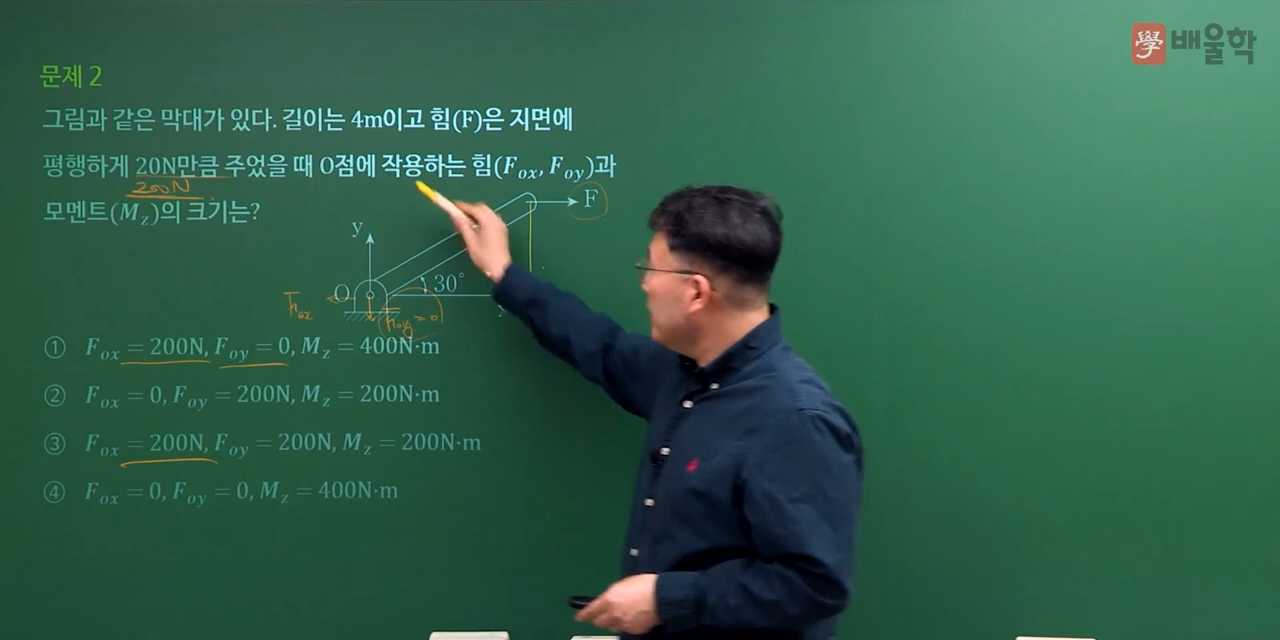 學 배울학
문제 2
그림과 같은 막대가 있다. 길이는 4m이고 힘(F)은 지면에
평행하게 20N만큼 주었을 때 O점에 작용하는 힘(Fox, Foy)과
200N
모멘트(Mz)의 크기는?
F
y
30°
O
Fox
Foy = 0
① Fox = 200N, Foy = 0, Mz = 400N·m
② Fox = 0, Foy = 200N, Mz = 200N·m
③ Fox = 200N, Foy = 200N, Mz = 200N·m
④ Fox = 0, Foy = 0, Mz = 400N·m